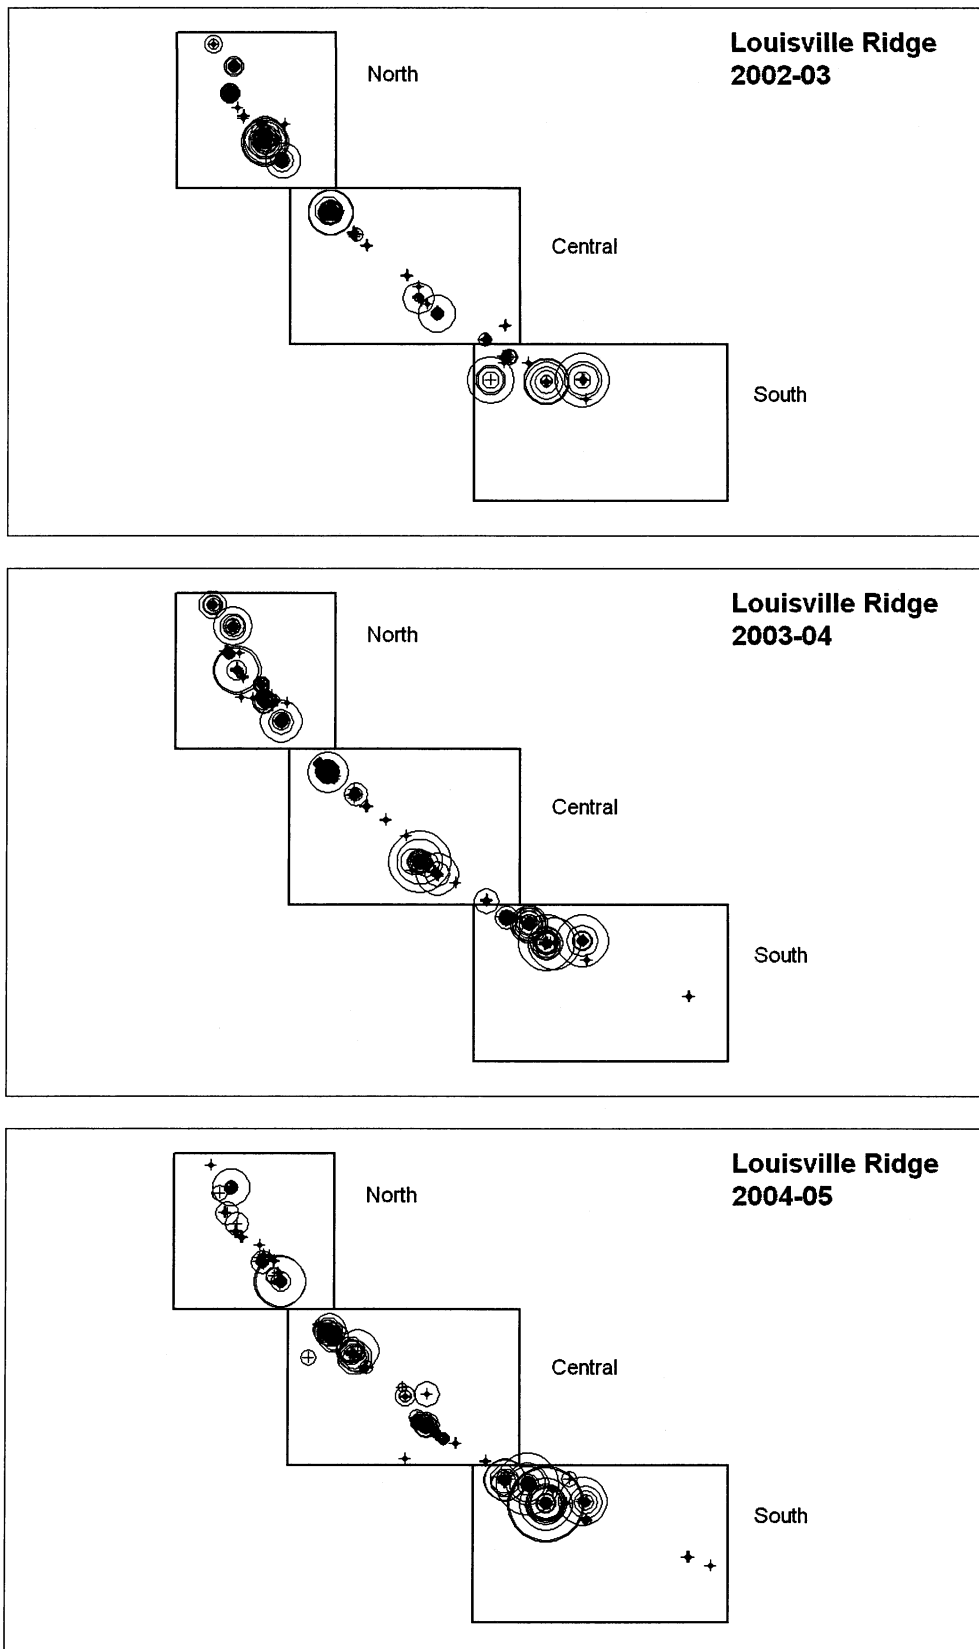 Louisville Ridge
2002-03
North
Central
South
Louisville Ridge
2003-04
North
Central
South
Louisville Ridge
2004-05
North
Central
South